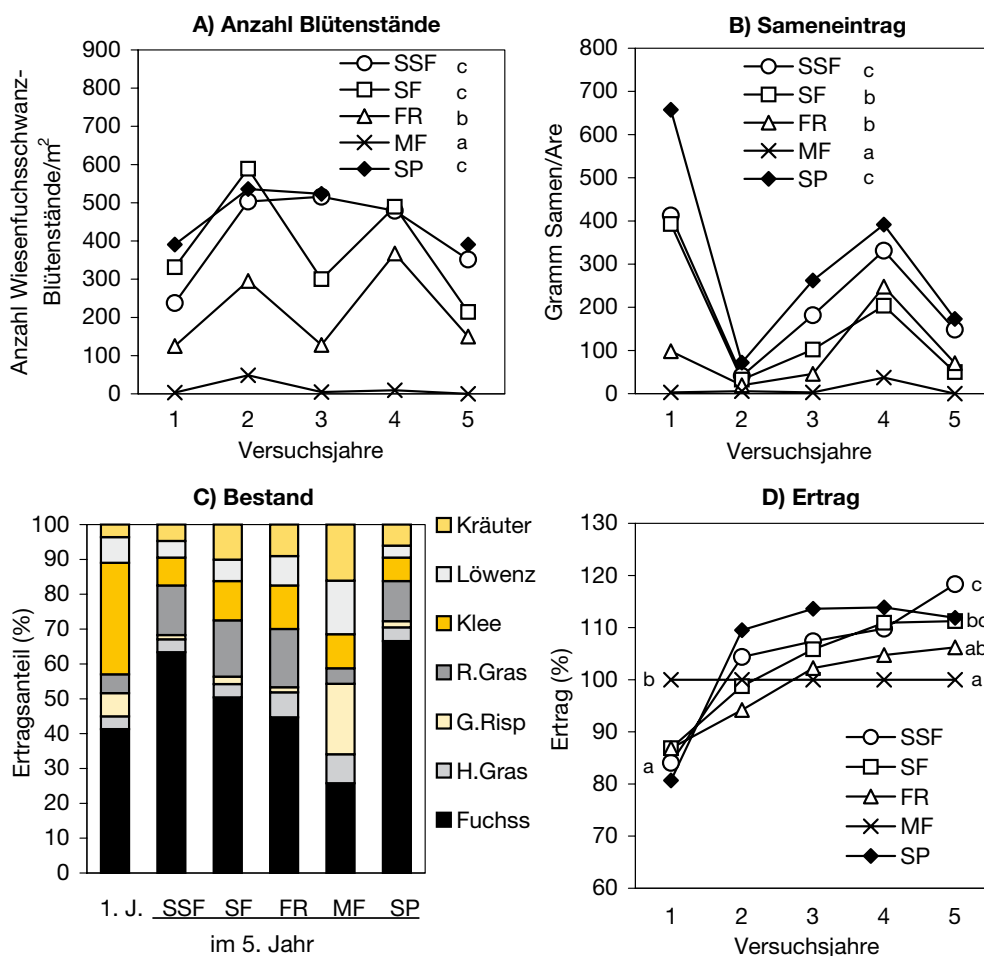 A) Anzahl Blütenstände
Anzahl Wiesenfuchsschwanz-
Blütenstände/m²
900
800
700
600
500
400
300
200
100
0
SSF c
SF c
FR b
MF a
SP c
1 2 3 4 5
Versuchsjahre
B) Sameneintrag
Gramm Samen/Are
800
700
600
500
400
300
200
100
0
SSF c
SF b
FR b
MF a
SP c
1 2 3 4 5
Versuchsjahre
C) Bestand
Ertragsanteil (%)
100
90
80
70
60
50
40
30
20
10
0
Kräuter
Löwenz
Klee
R.Gras
G.Risp
H.Gras
Fuchss
1. J. SSF SF FR MF SP
im 5. Jahr
D) Ertrag
Ertrag (%)
130
120
110
100
90
80
70
60
b
a
c
bc
ab
a
SSF
SF
FR
MF
SP
1 2 3 4 5
Versuchsjahre